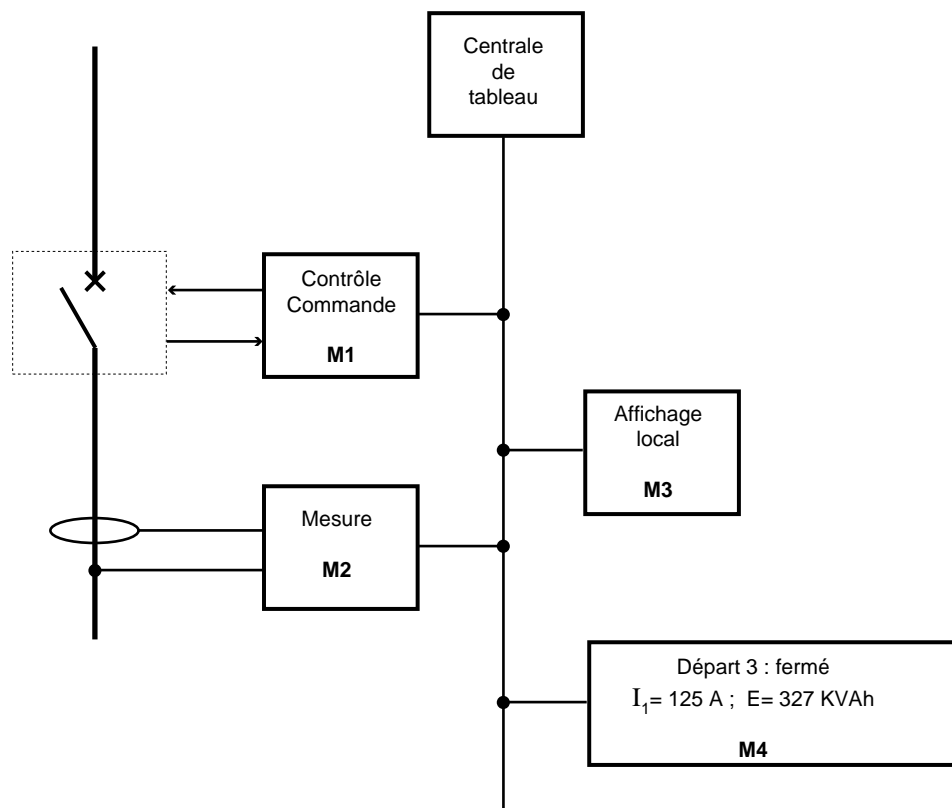 Centrale
de
tableau
Contrôle
Commande
M1
Affichage
local
M3
Mesure
M2
Départ 3 : fermé
I₁= 125 A ; E= 327 KVAh
M4